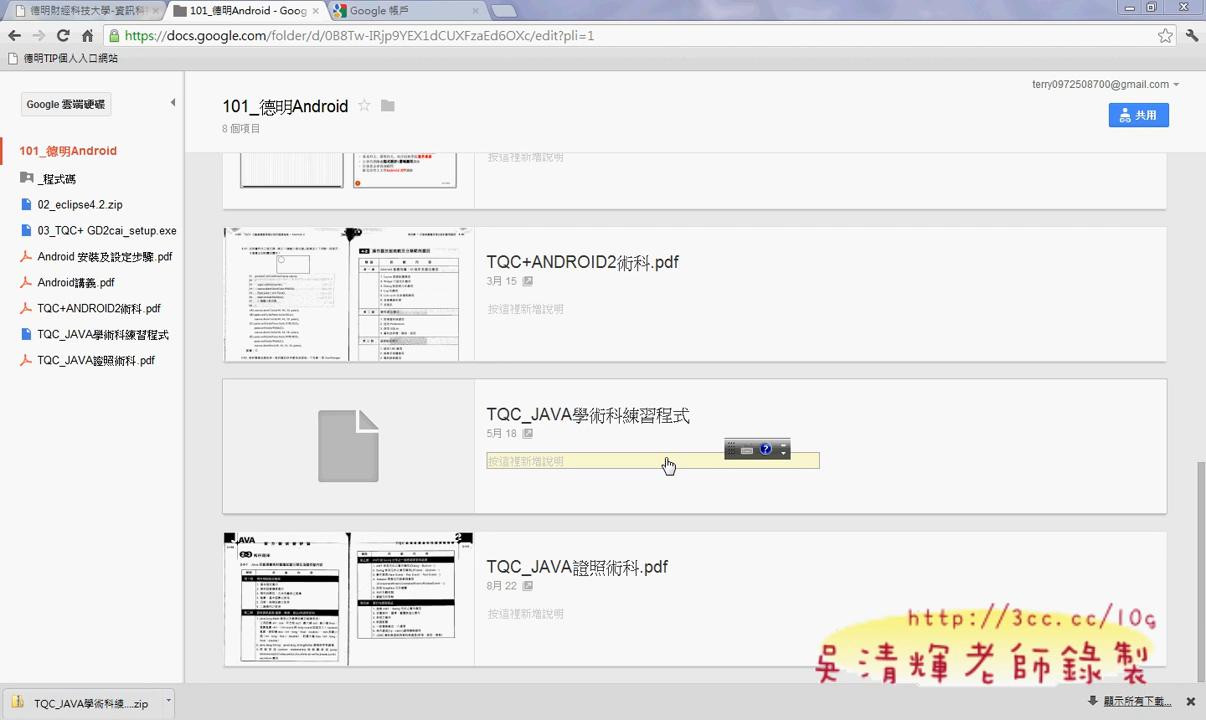 德明財經科技大學-資訊科
101_德明Android - Goog
Google 帳戶
https://docs.google.com/folder/d/0B8Tw-IRjp9YEX1dCUXFzaEd6OXc/edit?pli=1
德明TIP個人入口網站
terry0972508700@gmail.com
Google 雲端硬碟
101_德明Android
8 個項目
共用
101_德明Android
_程式碼
02_eclipse4.2.zip
03_TQC+ GD2cai_setup.exe
Android 安裝及設定步驟.pdf
Android講義.pdf
TQC+ANDROID2術科.pdf
TQC_JAVA學術科練習程式
TQC_JAVA證照術科.pdf
按這裡新增說明
TQC+ANDROID2術科.pdf
3月 15
按這裡新增說明
TQC_JAVA學術科練習程式
5月 18
按這裡新增說明
TQC_JAVA證照術科.pdf
8月 22
按這裡新增說明
http://3cc.cc/10g
吳清輝老師錄製
TQC_JAVA學術科練....zip
顯示所有下載...